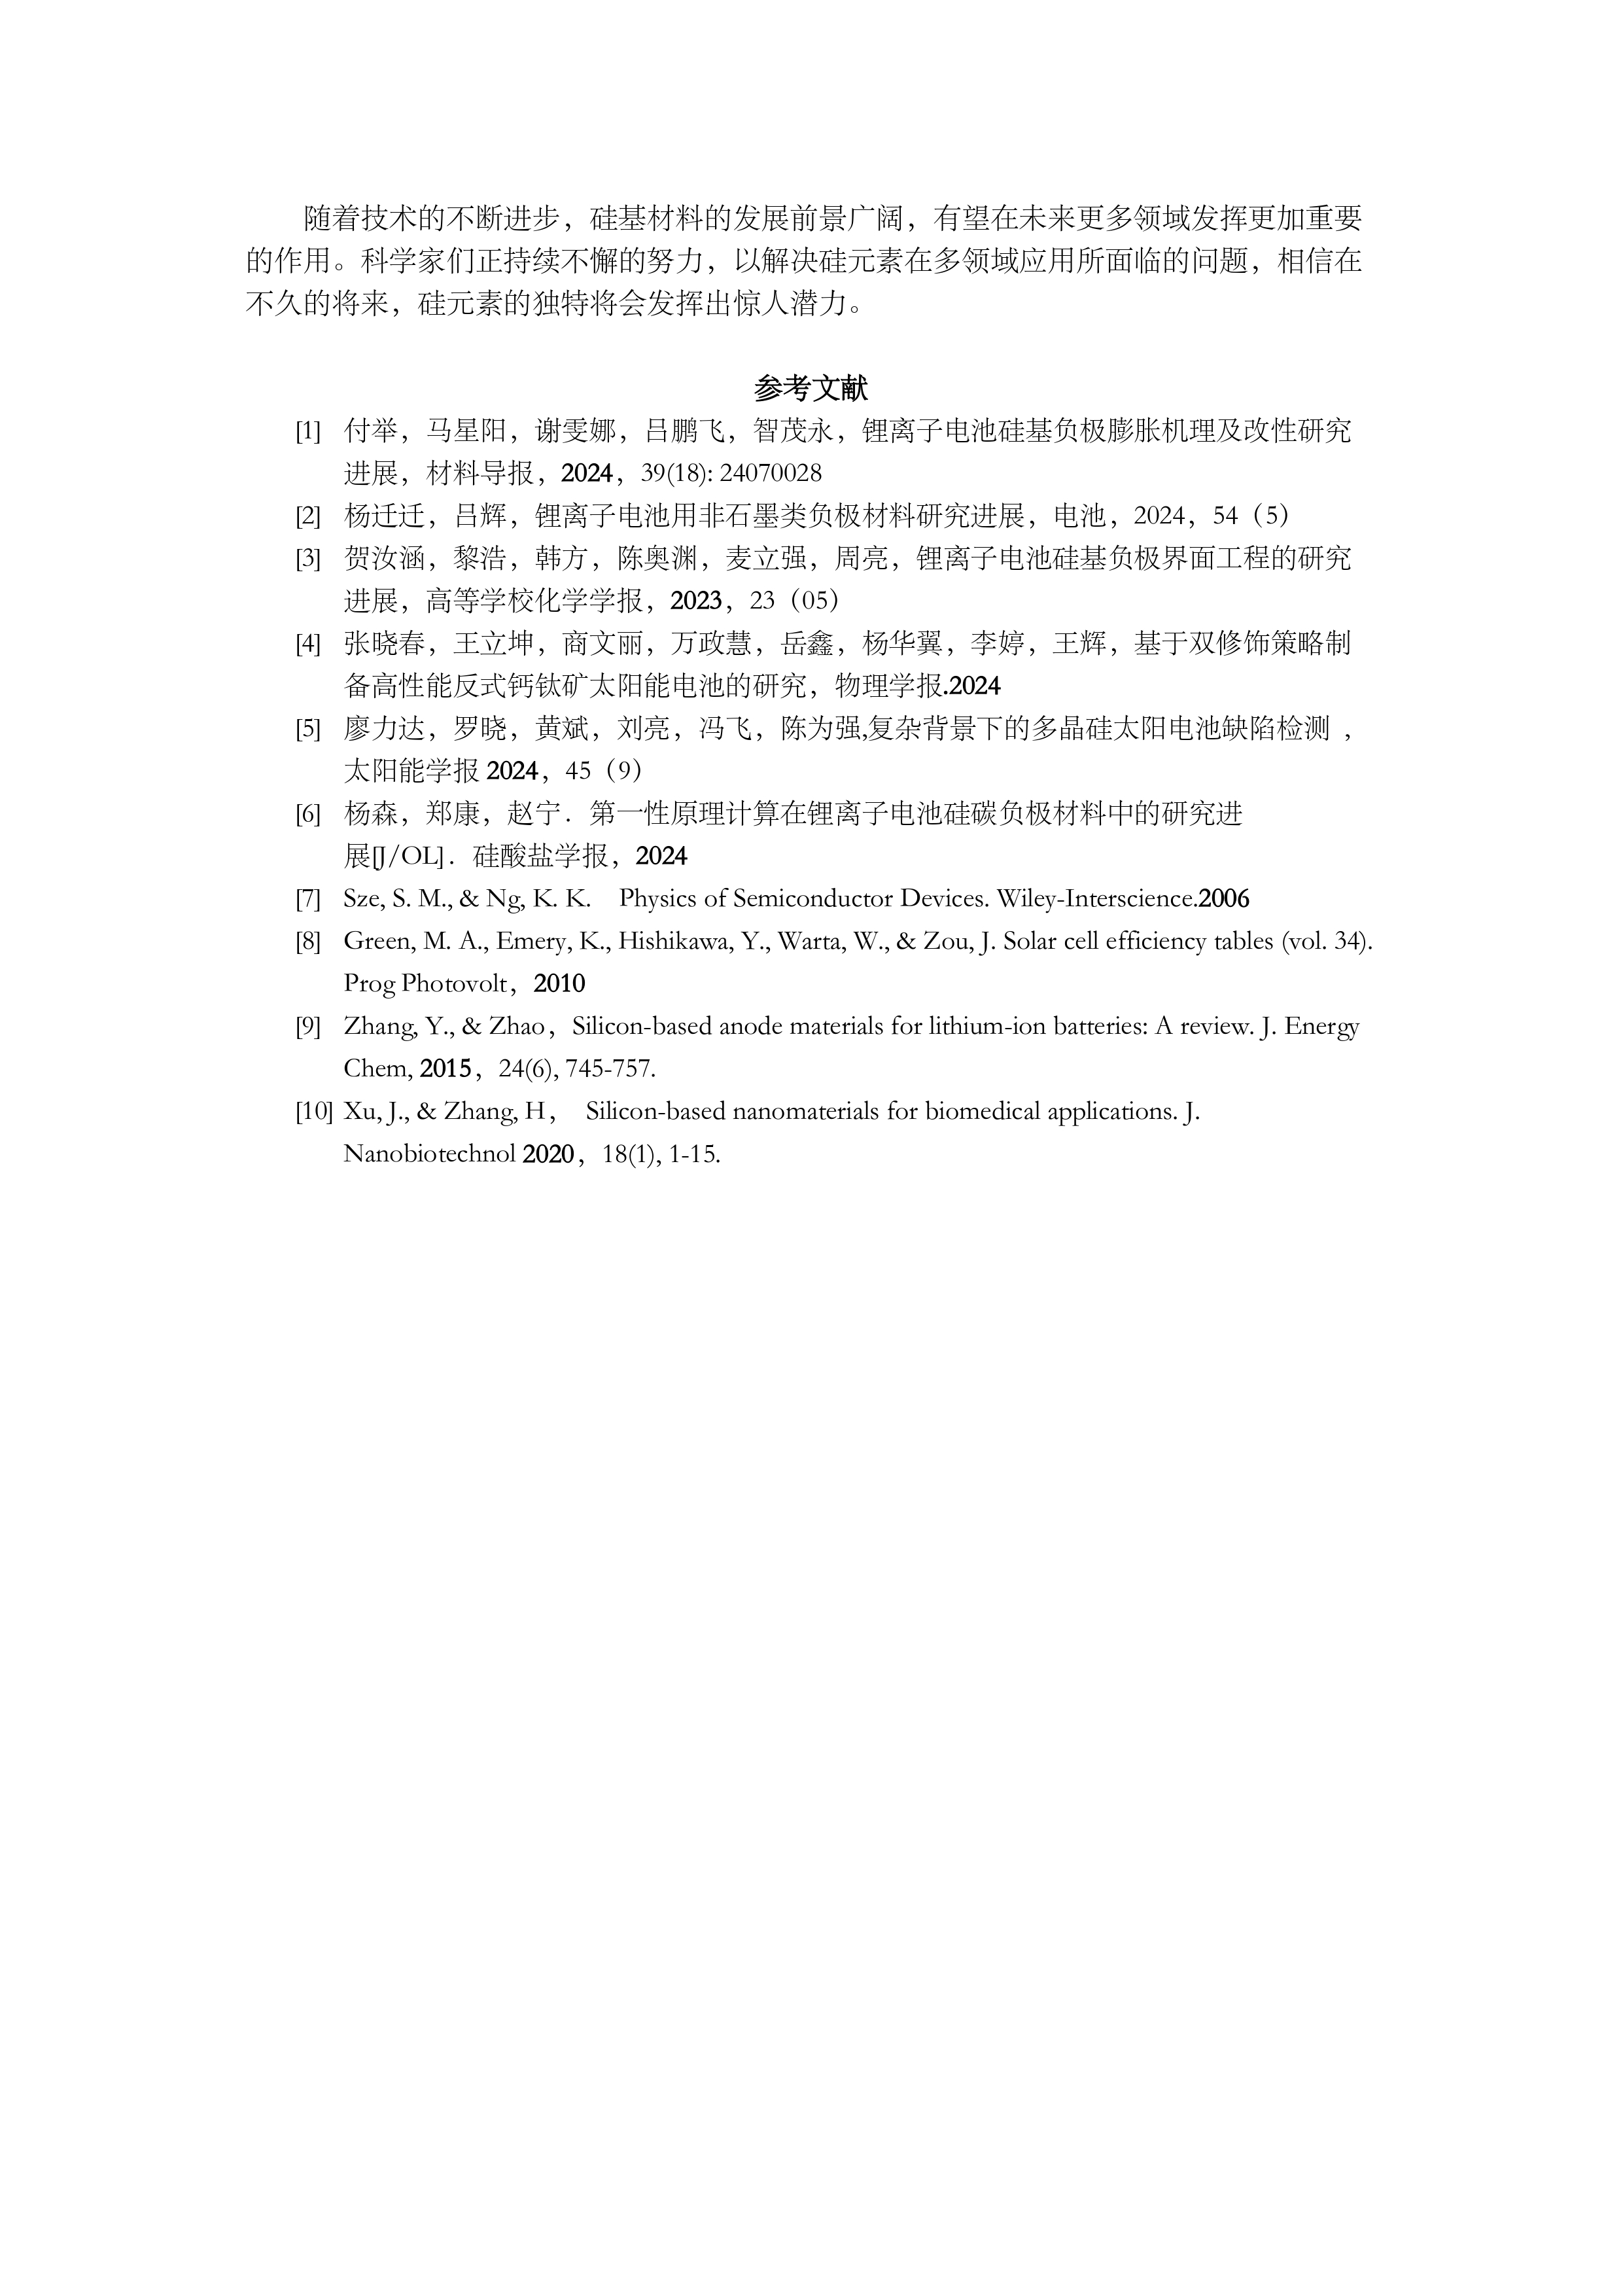 随着技术的不断进步，硅基材料的发展前景广阔，有望在未来更多领域发挥更加重要
的作用。科学家们正持续不懈的努力，以解决硅元素在多领域应用所面临的问题，相信在
不久的将来，硅元素的独特将会发挥出惊人潜力。
参考文献
[1] 付举，马星阳，谢雯娜，吕鹏飞，智茂永，锂离子电池硅基负极膨胀机理及改性研究
进展，材料导报，2024，39(18): 24070028
[2] 杨迁迁，吕辉，锂离子电池用非石墨类负极材料研究进展，电池，2024，54（5）
[3] 贺汝涵，黎浩，韩方，陈奥渊，麦立强，周亮，锂离子电池硅基负极界面工程的研究
进展，高等学校化学学报，2023，23（05）
[4] 张晓春，王立坤，商文丽，万政慧，岳鑫，杨华翼，李婷，王辉，基于双修饰策略制
备高性能反式钙钛矿太阳能电池的研究，物理学报.2024
[5] 廖力达，罗晓，黄斌，刘亮，冯飞，陈为强,复杂背景下的多晶硅太阳电池缺陷检测 ，
太阳能学报 2024，45（9）
[6] 杨森，郑康，赵宁．第一性原理计算在锂离子电池硅碳负极材料中的研究进
展[J/OL]．硅酸盐学报，2024
[7] Sze, S. M., & Ng, K. K. Physics of Semiconductor Devices. Wiley-Interscience.2006
[8] Green, M. A., Emery, K., Hishikawa, Y., Warta, W., & Zou, J. Solar cell efficiency tables (vol. 34).
Prog Photovolt，2010
[9] Zhang, Y., & Zhao，Silicon-based anode materials for lithium-ion batteries: A review. J. Energy
Chem, 2015，24(6), 745-757.
[10] Xu, J., & Zhang, H， Silicon-based nanomaterials for biomedical applications. J.
Nanobiotechnol 2020，18(1), 1-15.